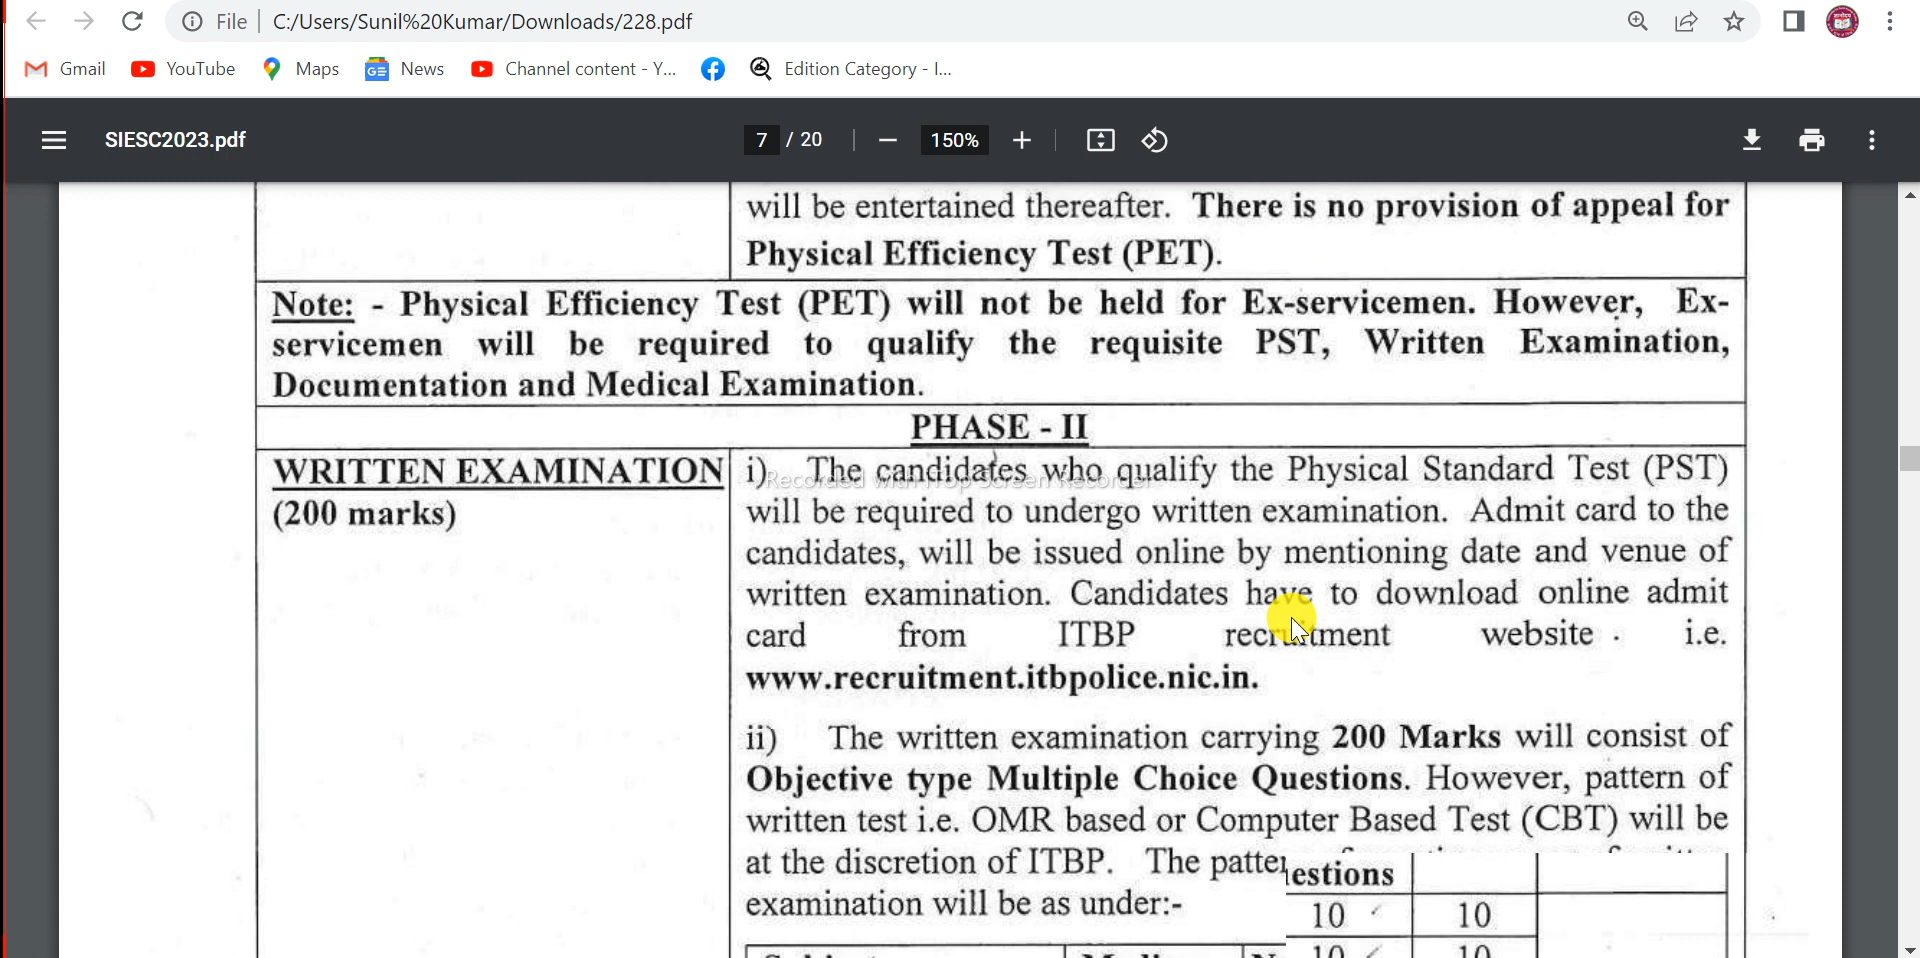 File
C:/Users/Sunil%20Kumar/Downloads/228.pdf
Gmail
YouTube
Maps
News
Channel content - Y...
Edition Category - I...
SIESC2023.pdf
7 / 20
150%
will be entertained thereafter. There is no provision of appeal for
Physical Efficiency Test (PET).
Note: - Physical Efficiency Test (PET) will not be held for Ex-servicemen. However, Ex-
servicemen will be required to qualify the requisite PST, Written Examination,
Documentation and Medical Examination.
PHASE - II
WRITTEN EXAMINATION
(200 marks)
i) The candidates who qualify the Physical Standard Test (PST)
Recorded with iTop Screen Recorder
will be required to undergo written examination. Admit card to the
candidates, will be issued online by mentioning date and venue of
written examination. Candidates have to download online admit
card from ITBP recruitment website i.e.
www.recruitment.itbpolice.nic.in.
ii) The written examination carrying 200 Marks will consist of
Objective type Multiple Choice Questions. However, pattern of
written test i.e. OMR based or Computer Based Test (CBT) will be
at the discretion of ITBP. The patte
examination will be as under:-
estions
10 10
10 10